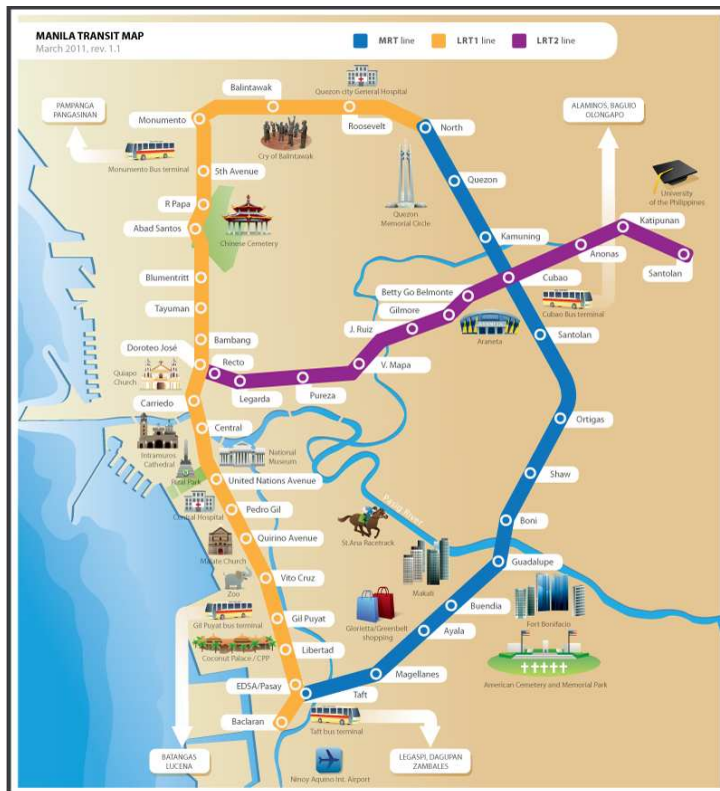 MANILA TRANSIT MAP
March 2011, rev. 1.1
MRT line
LRT1 line
LRT2 line
Balintawak
Quezon city General Hospital
PAMPANGA
PANGASINAN
Monumento
Roosevelt
North
ALAMINOS, BAGUIO
OLONGAPO
Cry of Balintawak
Monumento Bus terminal
5th Avenue
Quezon
University
of the Philippines
R Papa
Quezon
Memorial Circle
Abad Santos
Chinese Cemetery
Kamuning
Katipunan
Anonas
Santolan
Blumentritt
Cubao
Betty Go Belmonte
Cubao Bus terminal
Tayuman
Gilmore
J. Ruiz
Araneta
Santolan
Bambang
Doroteo José
Recto
V. Mapa
Quiapo
Church
Legarda
Pureza
Carriedo
Ortigas
Central
Intramuros
Cathedral
National
Museum
Rizal Park
United Nations Avenue
Shaw
Central Hospital
Pedro Gil
Pasig River
Boni
Quirino Avenue
St.Ana Racetrack
Malate Church
Guadalupe
Zoo
Vito Cruz
Makati
Gil Puyat bus terminal
Gil Puyat
Buendia
Fort Bonifacio
Glorietta/Greenbelt
shopping
Ayala
Coconut Palace / CPP
Libertad
Magellanes
American Cemetery and Memorial Park
EDSA/Pasay
Taft
Baclaran
Taft bus terminal
BATANGAS
LUCENA
Ninoy Aquino Int. Airport
LEGASPI, DAGUPAN
ZAMBALES